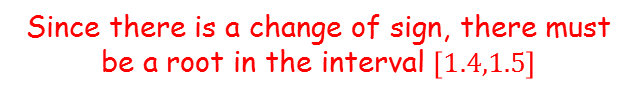 Since there is a change of sign, there must
be a root in the interval [1.4,1.5]